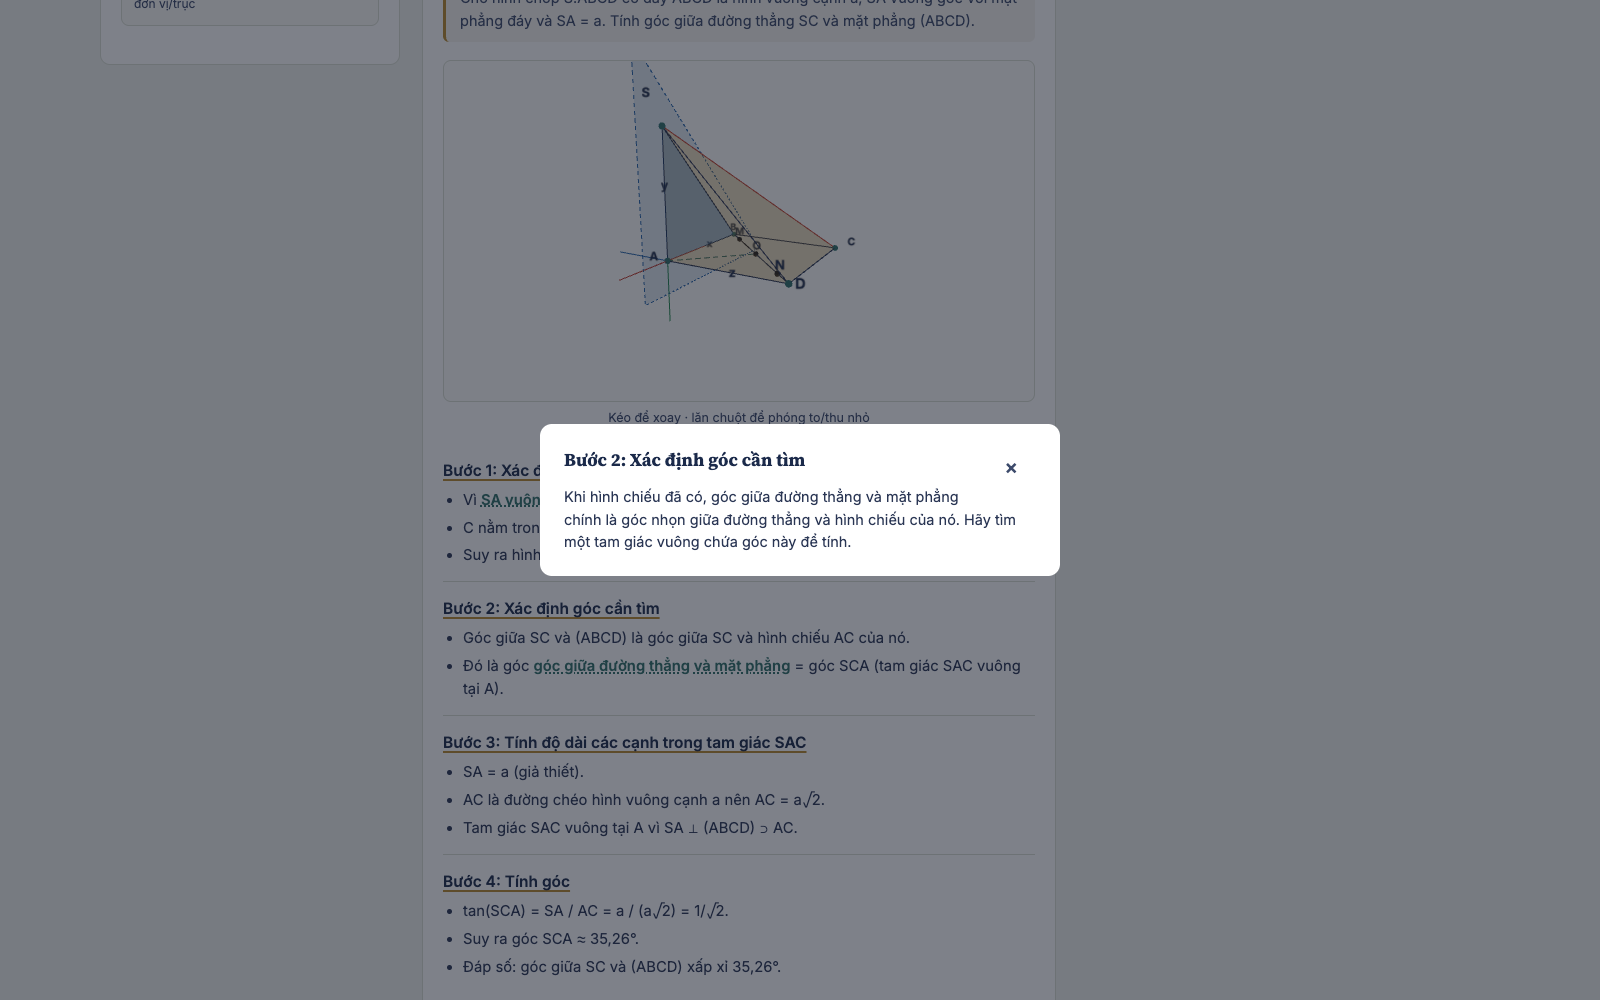 đơn vị/trục
phẳng đáy và SA = a. Tính góc giữa đường thẳng SC và mặt phẳng (ABCD).
S
y
B
M
x
O
C
A
N
z
D
Kéo để xoay · lăn chuột để phóng to/thu nhỏ
Bước 2: Xác định góc cần tìm
×
Khi hình chiếu đã có, góc giữa đường thẳng và mặt phẳng
chính là góc nhọn giữa đường thẳng và hình chiếu của nó. Hãy tìm
một tam giác vuông chứa góc này để tính.
Bước 1: Xác đ
• Vì SA vuôn
• C nằm tron
• Suy ra hình
Bước 2: Xác định góc cần tìm
• Góc giữa SC và (ABCD) là góc giữa SC và hình chiếu AC của nó.
• Đó là góc góc giữa đường thẳng và mặt phẳng = góc SCA (tam giác SAC vuông
tại A).
Bước 3: Tính độ dài các cạnh trong tam giác SAC
• SA = a (giả thiết).
• AC là đường chéo hình vuông cạnh a nên AC = a√2.
• Tam giác SAC vuông tại A vì SA ⊥ (ABCD) ⊃ AC.
Bước 4: Tính góc
• tan(SCA) = SA / AC = a / (a√2) = 1/√2.
• Suy ra góc SCA ≈ 35,26°.
• Đáp số: góc giữa SC và (ABCD) xấp xỉ 35,26°.